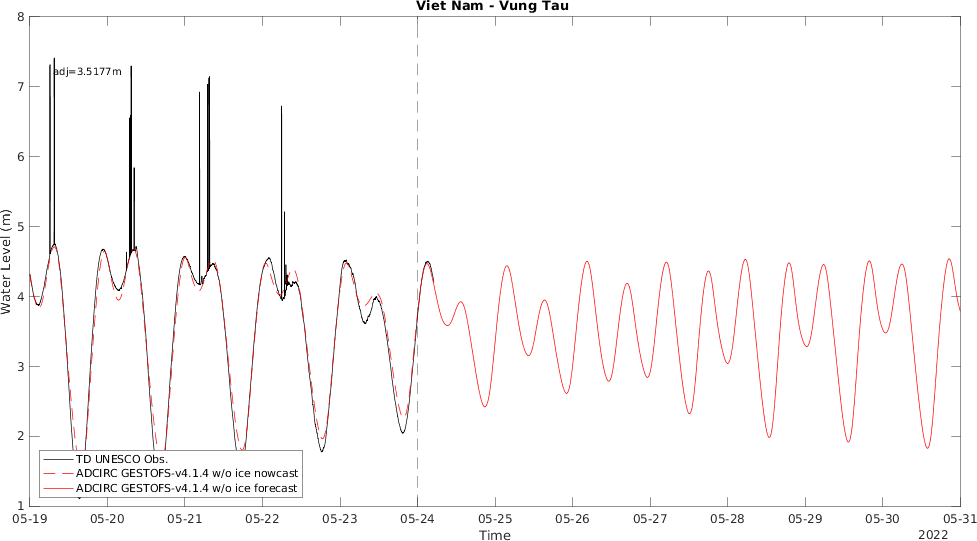 Viet Nam - Vung Tau
8
7
6
5
4
3
2
1
Water Level (m)
adj=3.5177m
TD UNESCO Obs.
ADCIRC GESTOFS-v4.1.4 w/o ice nowcast
ADCIRC GESTOFS-v4.1.4 w/o ice forecast
05-19 05-20 05-21 05-22 05-23 05-24 05-25 05-26 05-27 05-28 05-29 05-30 05-31
Time
2022